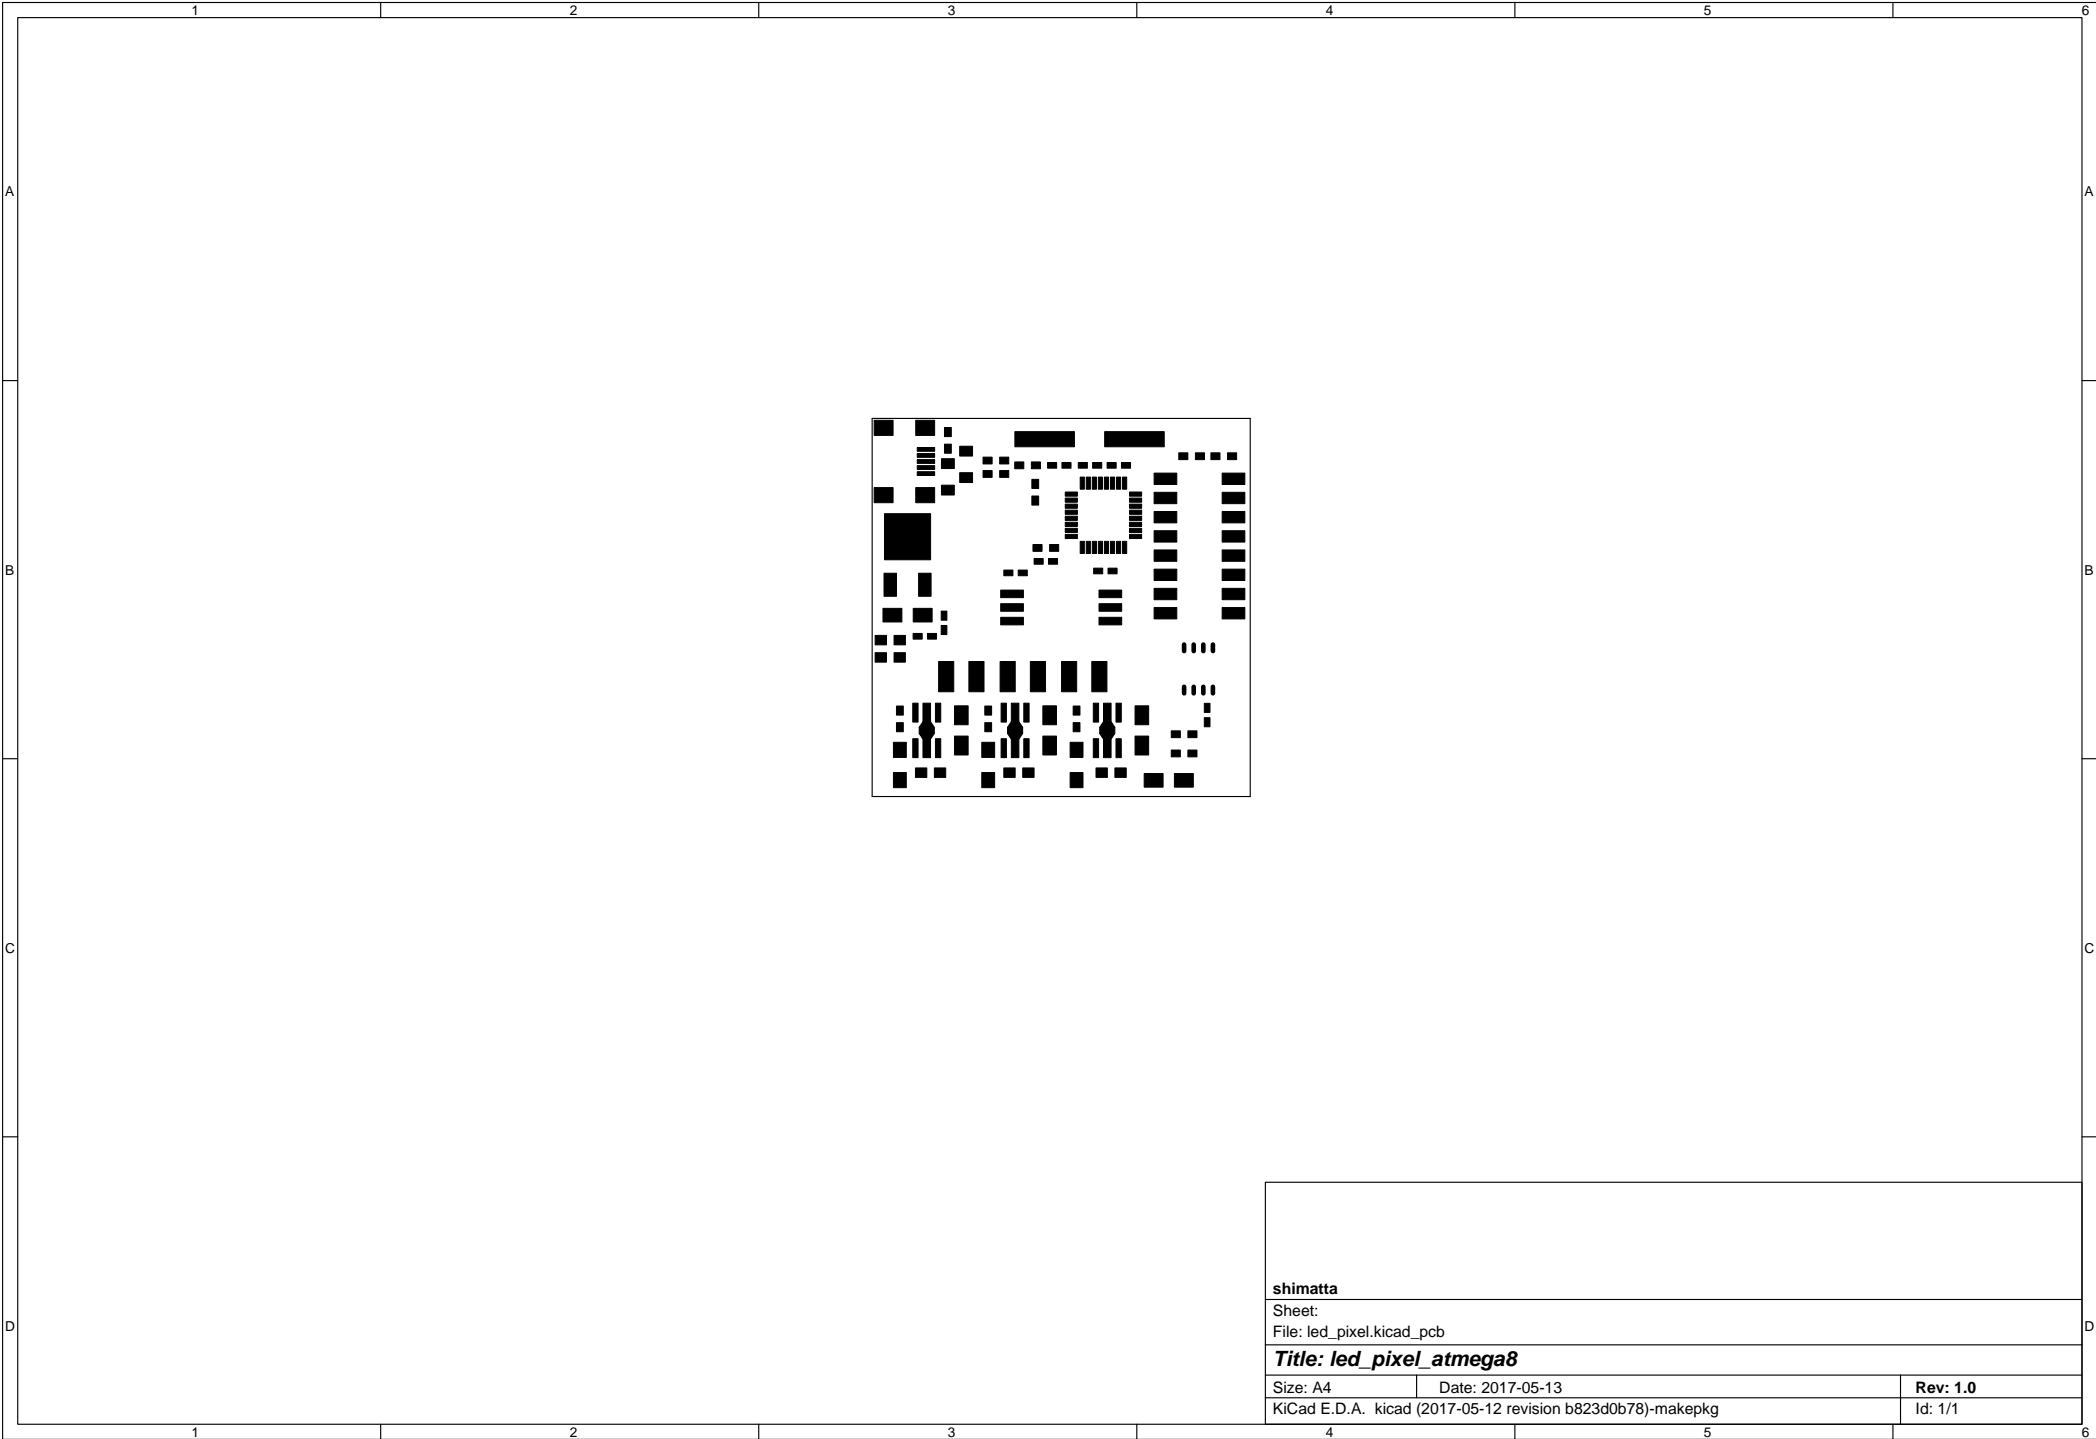 1 2 3 4 5 6
A A
B B
C C
D D
shimatta
Sheet:
File: led_pixel.kicad_pcb
Title: led_pixel_atmega8
Size: A4 Date: 2017-05-13 Rev: 1.0
KiCad E.D.A. kicad (2017-05-12 revision b823d0b78)-makepkg Id: 1/1
1 2 3 4 5 6